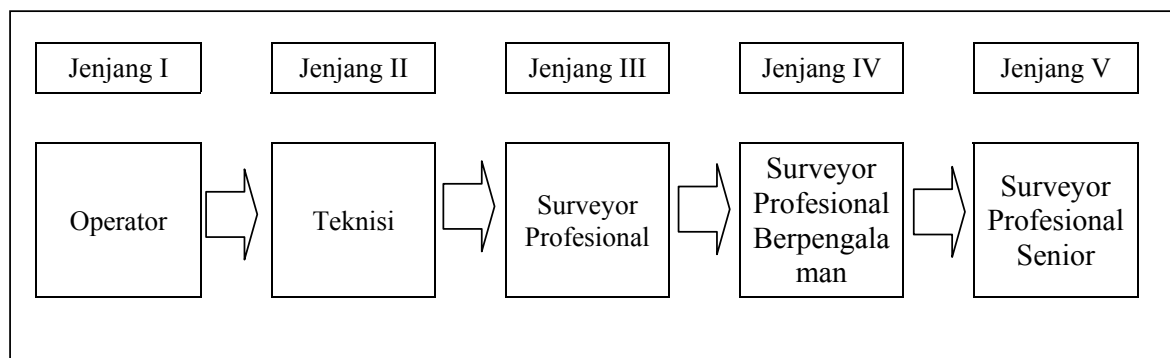 Jenjang I
Jenjang II
Jenjang III
Jenjang IV
Jenjang V
Operator
Teknisi
Surveyor
Profesional
Surveyor
Profesional
Berpengala
man
Surveyor
Profesional
Senior